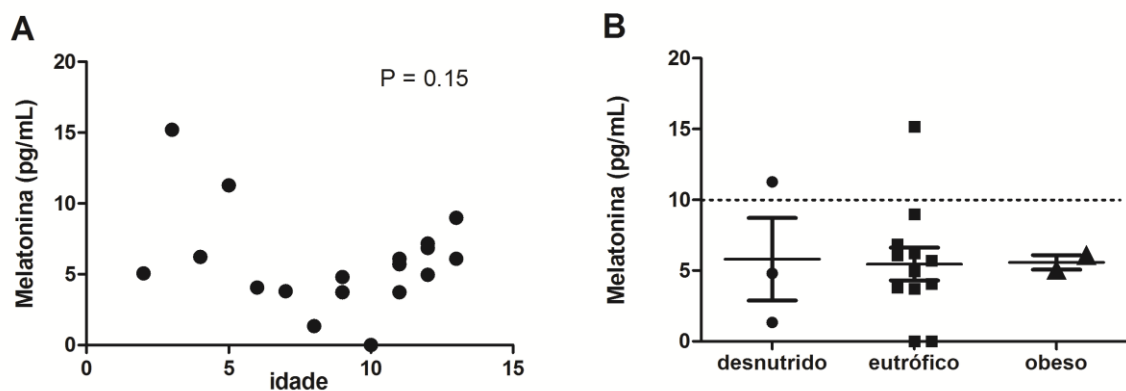 A
Melatonina (pg/mL)
20
15
10
5
0
P = 0.15
0
5
10
15
idade
B
Melatonina (pg/mL)
20
15
10
5
0
desnutrido
eutrófico
obeso